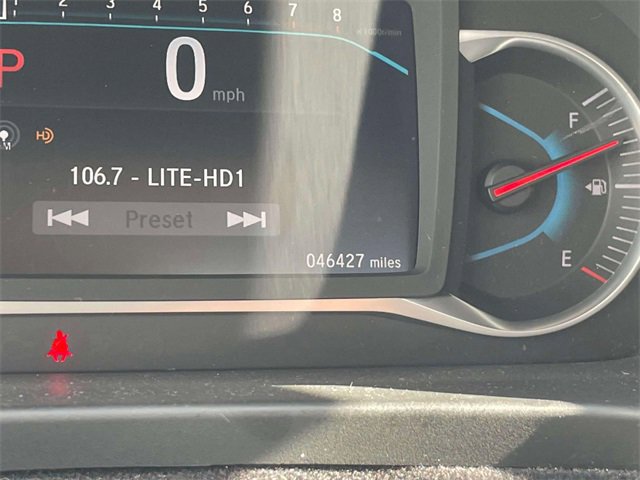 1 2 3 4 5 6 7 8
x1000r/min
P 0 mph
M HD
106.7 - LITE-HD1
Preset
046427 miles
F
E